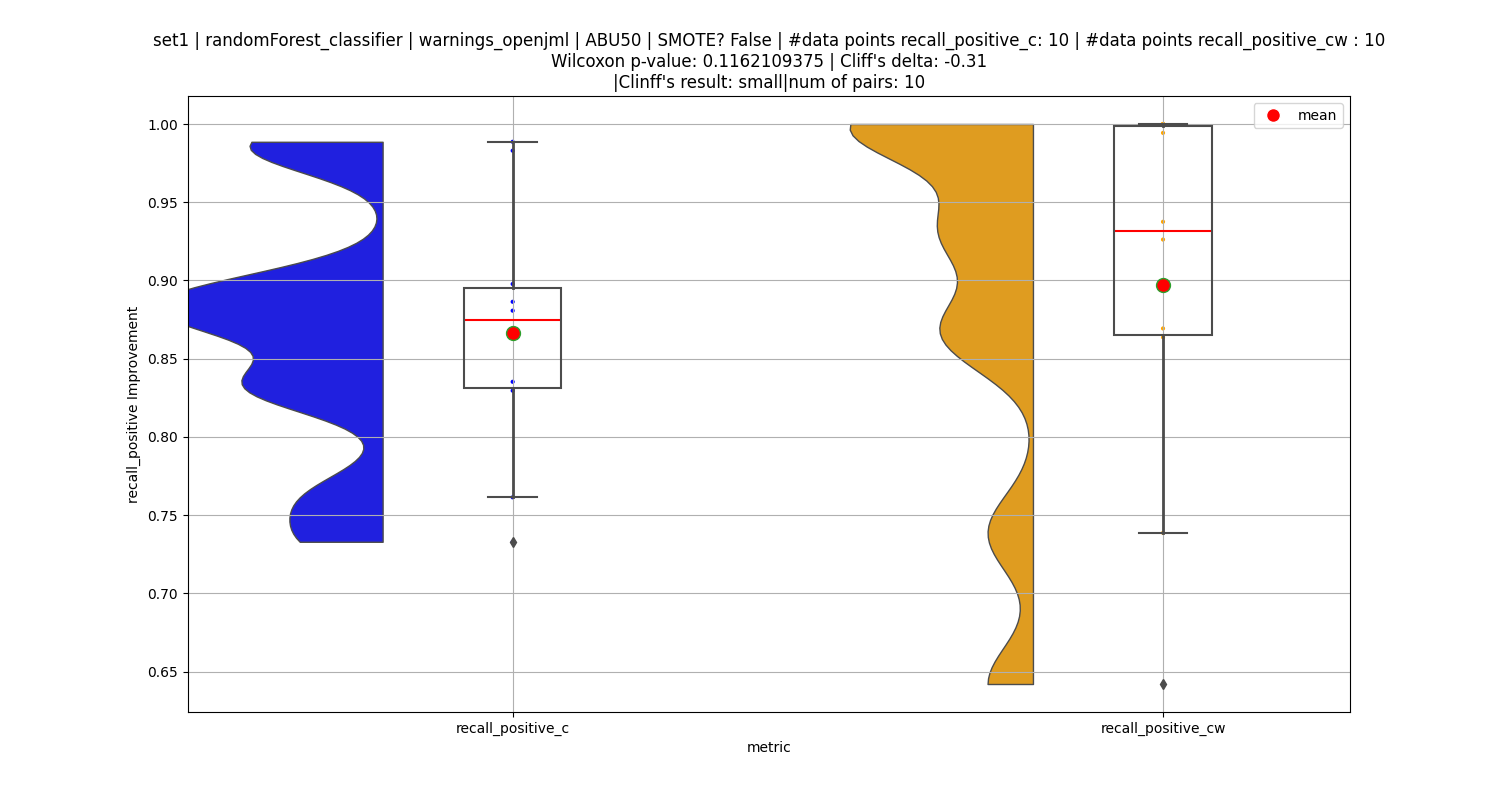 set1 | randomForest_classifier | warnings_openjml | ABU50 | SMOTE? False | #data points recall_positive_c: 10 | #data points recall_positive_cw : 10
Wilcoxon p-value: 0.1162109375 | Cliff's delta: -0.31
|Clinff's result: small|num of pairs: 10
mean
1.00
0.95
0.90
0.85
0.80
0.75
0.70
0.65
recall_positive Improvement
recall_positive_c
recall_positive_cw
metric